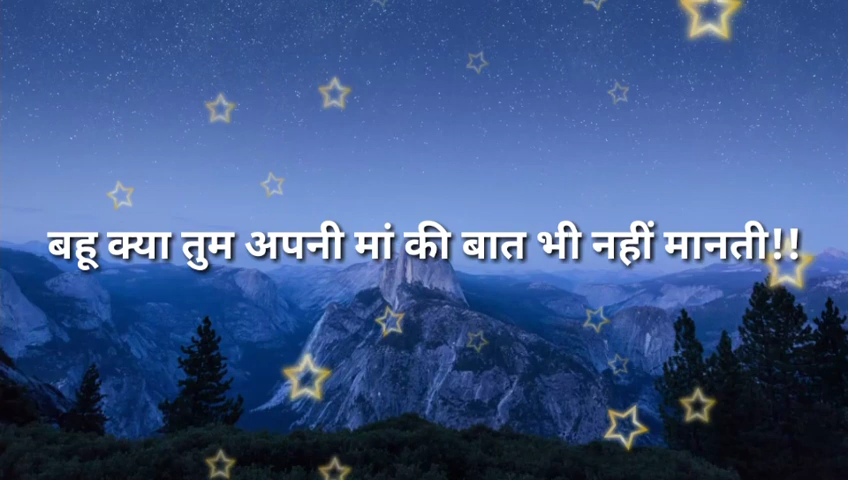 बहू क्या तुम अपनी मां की बात भी नहीं मानती!!